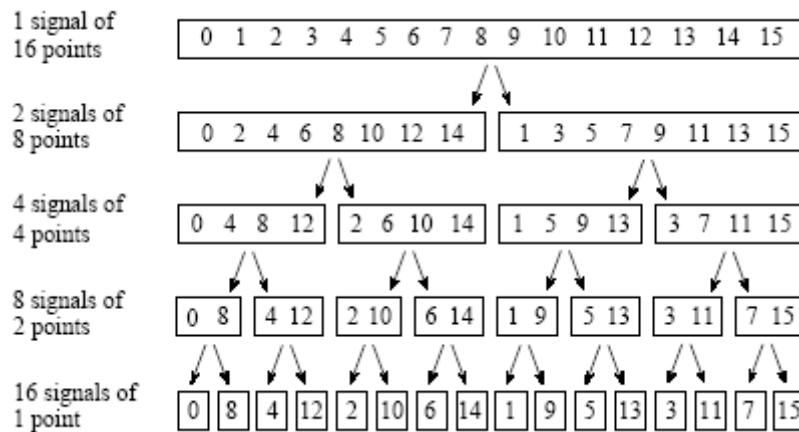 1 signal of
16 points
0 1 2 3 4 5 6 7 8 9 10 11 12 13 14 15
2 signals of
8 points
0 2 4 6 8 10 12 14 1 3 5 7 9 11 13 15
4 signals of
4 points
0 4 8 12 2 6 10 14 1 5 9 13 3 7 11 15
8 signals of
2 points
0 8 4 12 2 10 6 14 1 9 5 13 3 11 7 15
16 signals of
1 point
0 8 4 12 2 10 6 14 1 9 5 13 3 11 7 15